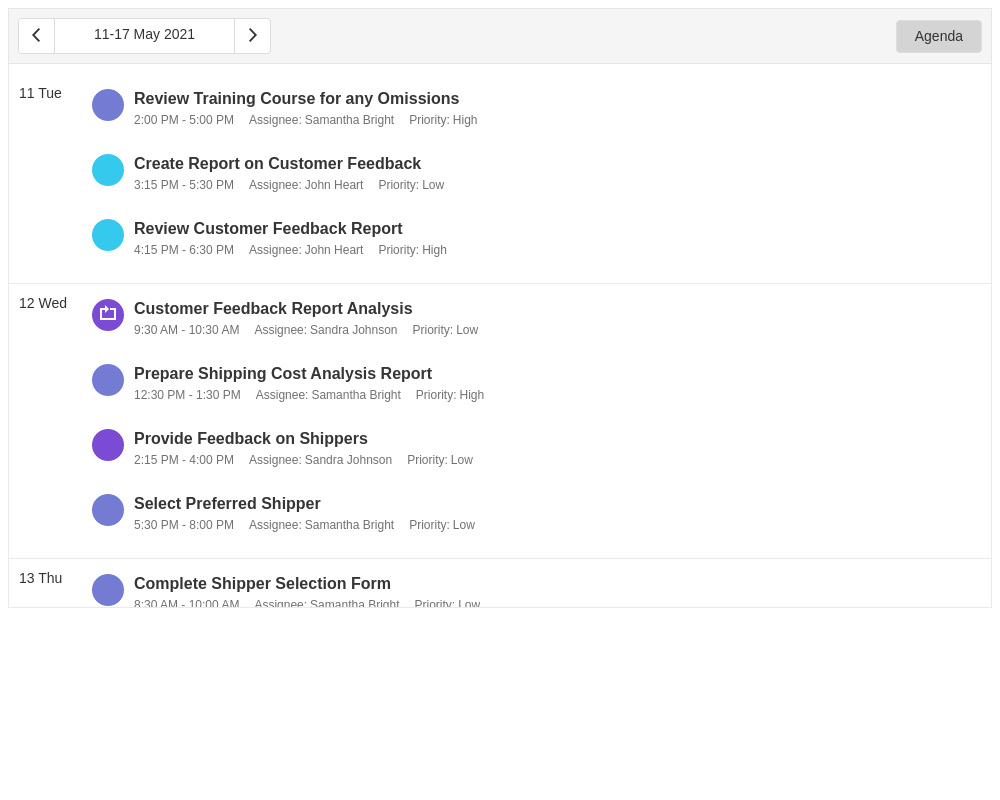 11-17 May 2021
Agenda
11 Tue
Review Training Course for any Omissions
2:00 PM - 5:00 PM Assignee: Samantha Bright Priority: High
Create Report on Customer Feedback
3:15 PM - 5:30 PM Assignee: John Heart Priority: Low
Review Customer Feedback Report
4:15 PM - 6:30 PM Assignee: John Heart Priority: High
12 Wed
Customer Feedback Report Analysis
9:30 AM - 10:30 AM Assignee: Sandra Johnson Priority: Low
Prepare Shipping Cost Analysis Report
12:30 PM - 1:30 PM Assignee: Samantha Bright Priority: High
Provide Feedback on Shippers
2:15 PM - 4:00 PM Assignee: Sandra Johnson Priority: Low
Select Preferred Shipper
5:30 PM - 8:00 PM Assignee: Samantha Bright Priority: Low
13 Thu
Complete Shipper Selection Form
8:30 AM - 10:00 AM Assignee: Samantha Bright Priority: Low